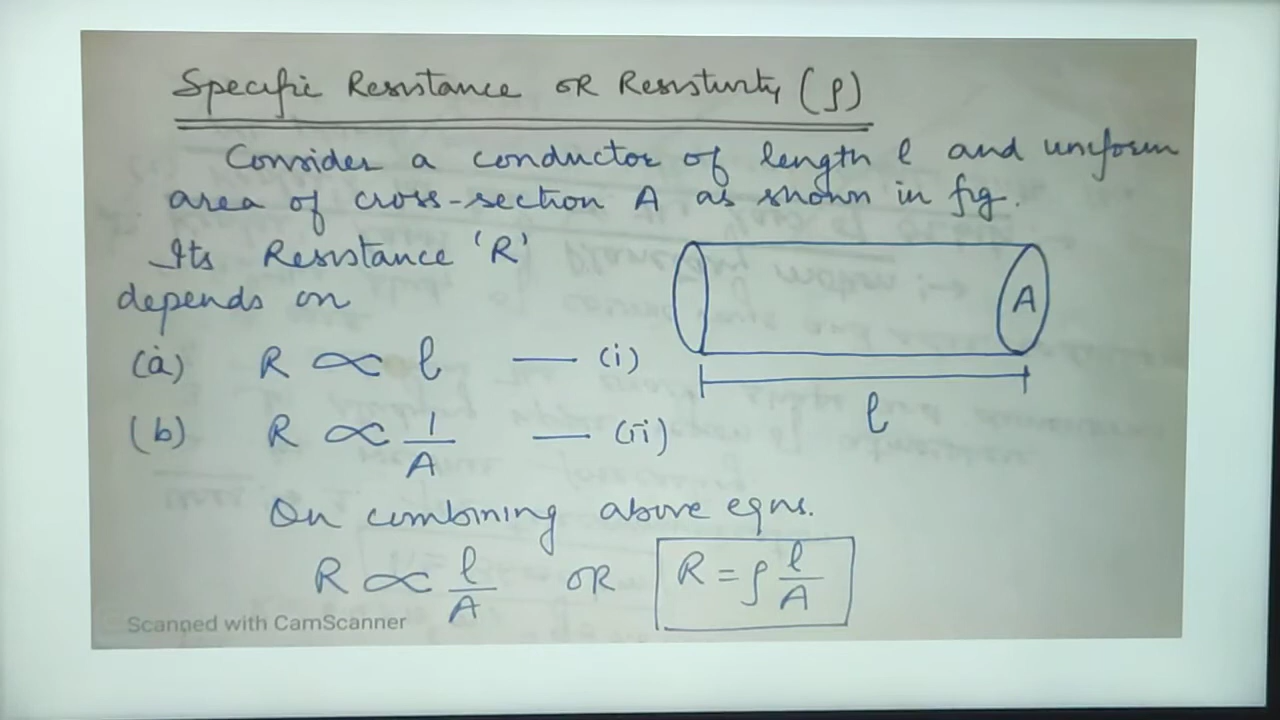 Specific Resistance OR Resistivity (ρ)
Consider a conductor of length l and uniform
area of cross-section A as shown in fig.
Its Resistance 'R'
depends on
A
(a) R ∝ l — (i)
l
(b) R ∝ 1/A — (ii)
On combining above eqns.
R ∝ l/A OR R = ρ l/A
Scanned with CamScanner